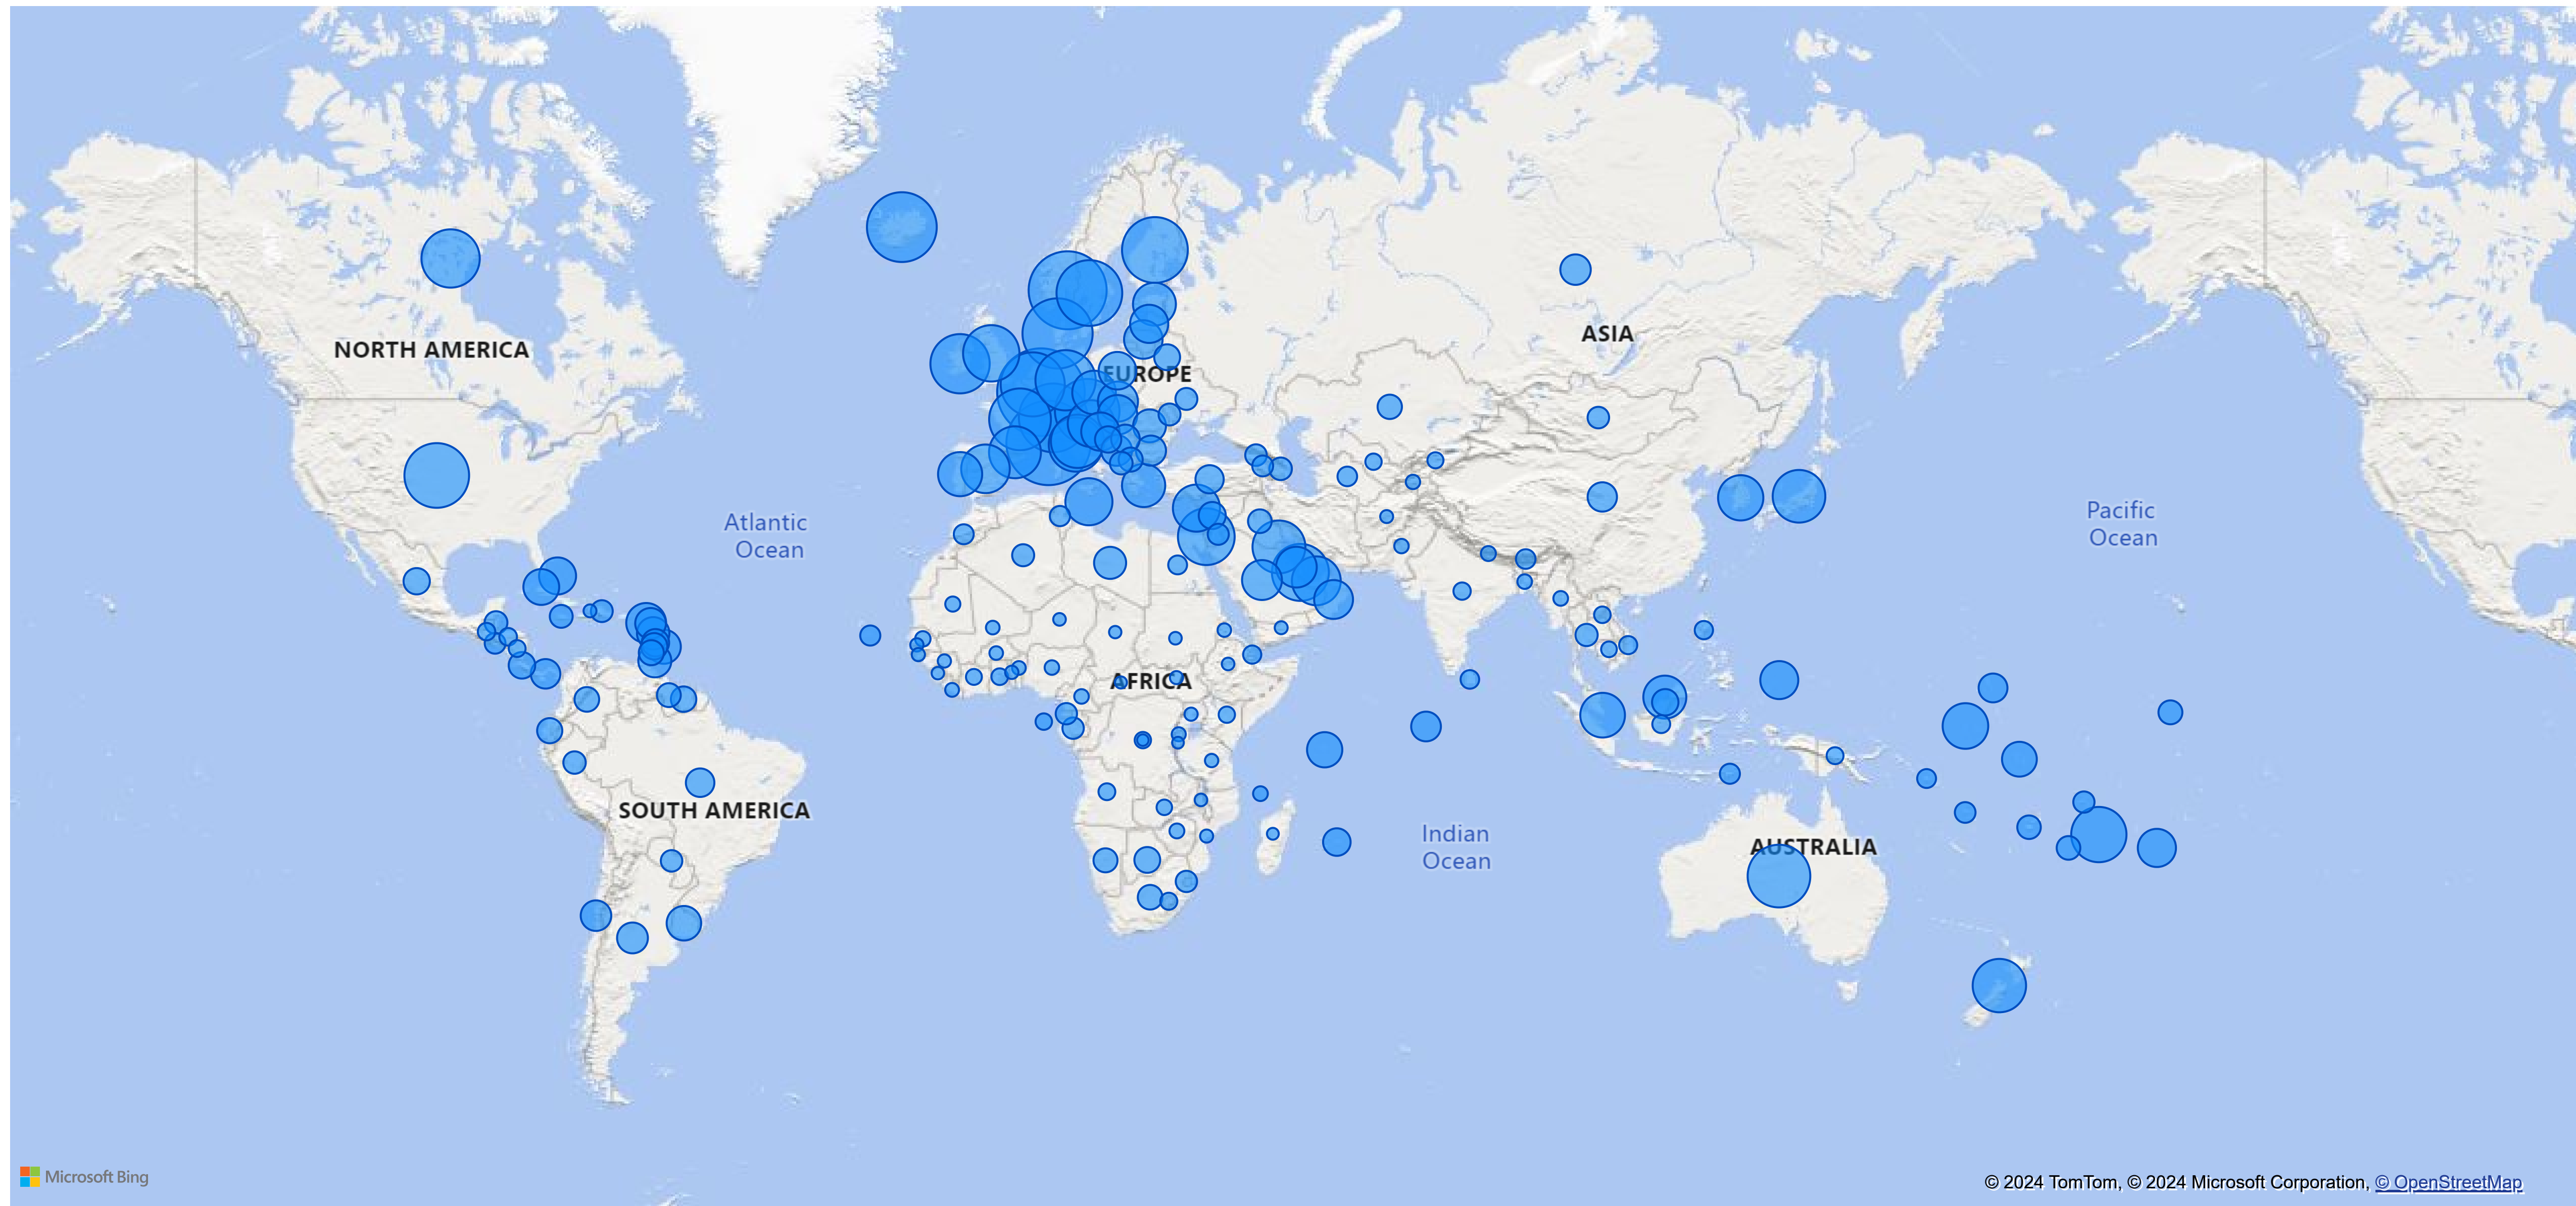 NORTH AMERICA
ASIA
EUROPE
Atlantic
Ocean
Pacific
Ocean
AFRICA
SOUTH AMERICA
Indian
Ocean
AUSTRALIA
Microsoft Bing
© 2024 TomTom, © 2024 Microsoft Corporation, © OpenStreetMap